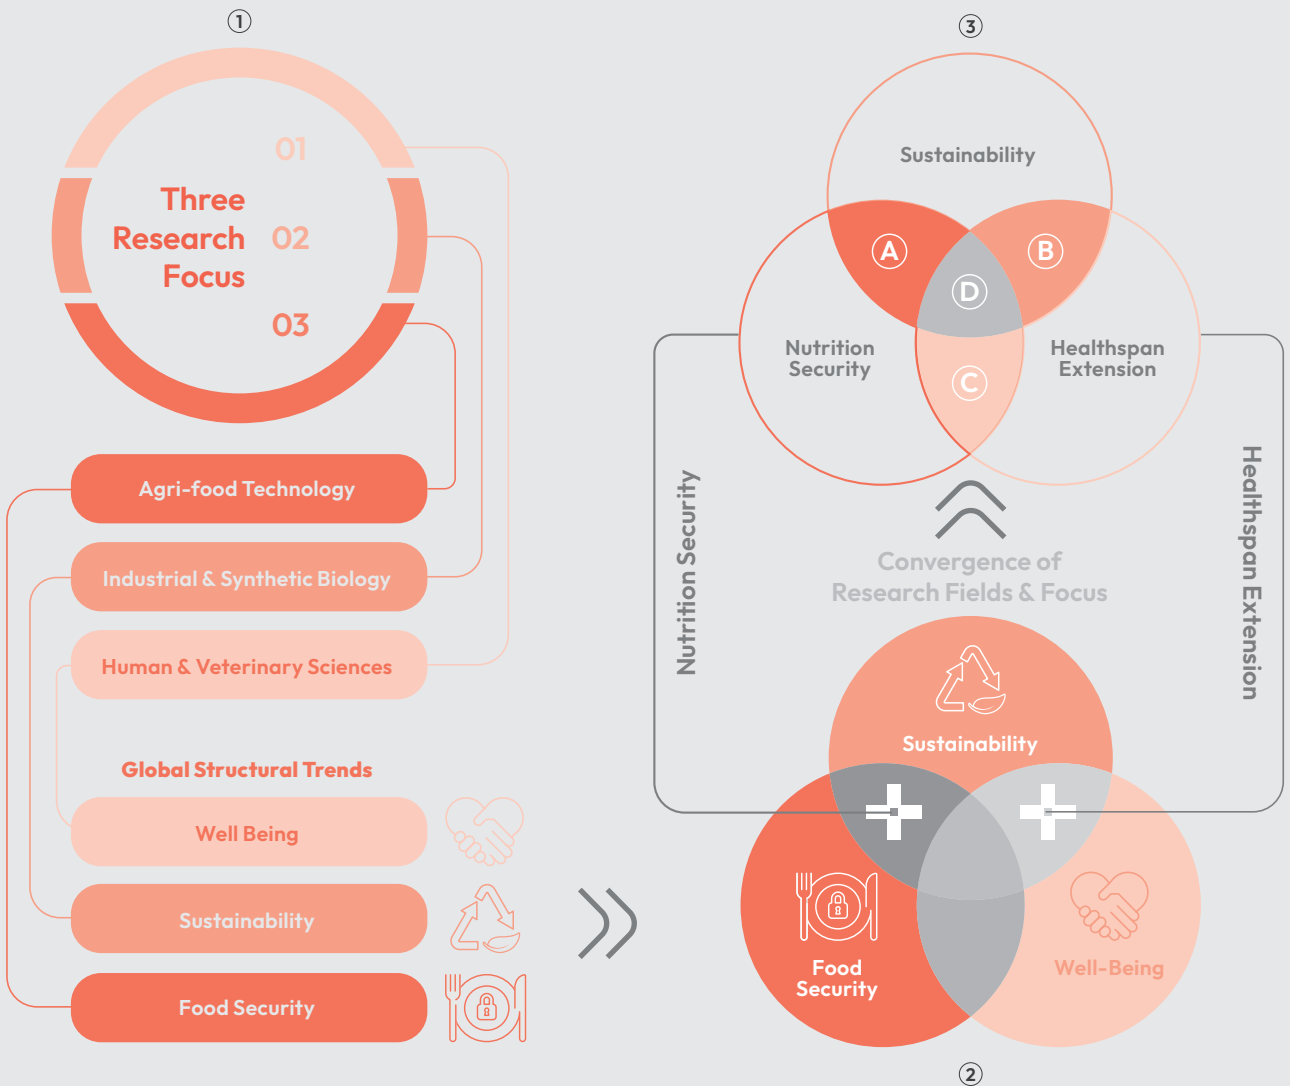 ①
01
Three
Research
Focus
02
03
Agri-food Technology
Industrial & Synthetic Biology
Human & Veterinary Sciences
Global Structural Trends
Well Being
Sustainability
Food Security
③
Sustainability
A
B
D
Nutrition
Security
Healthspan
Extension
C
Nutrition Security
Healthspan Extension
Convergence of
Research Fields & Focus
Sustainability
Food
Security
Well-Being
②